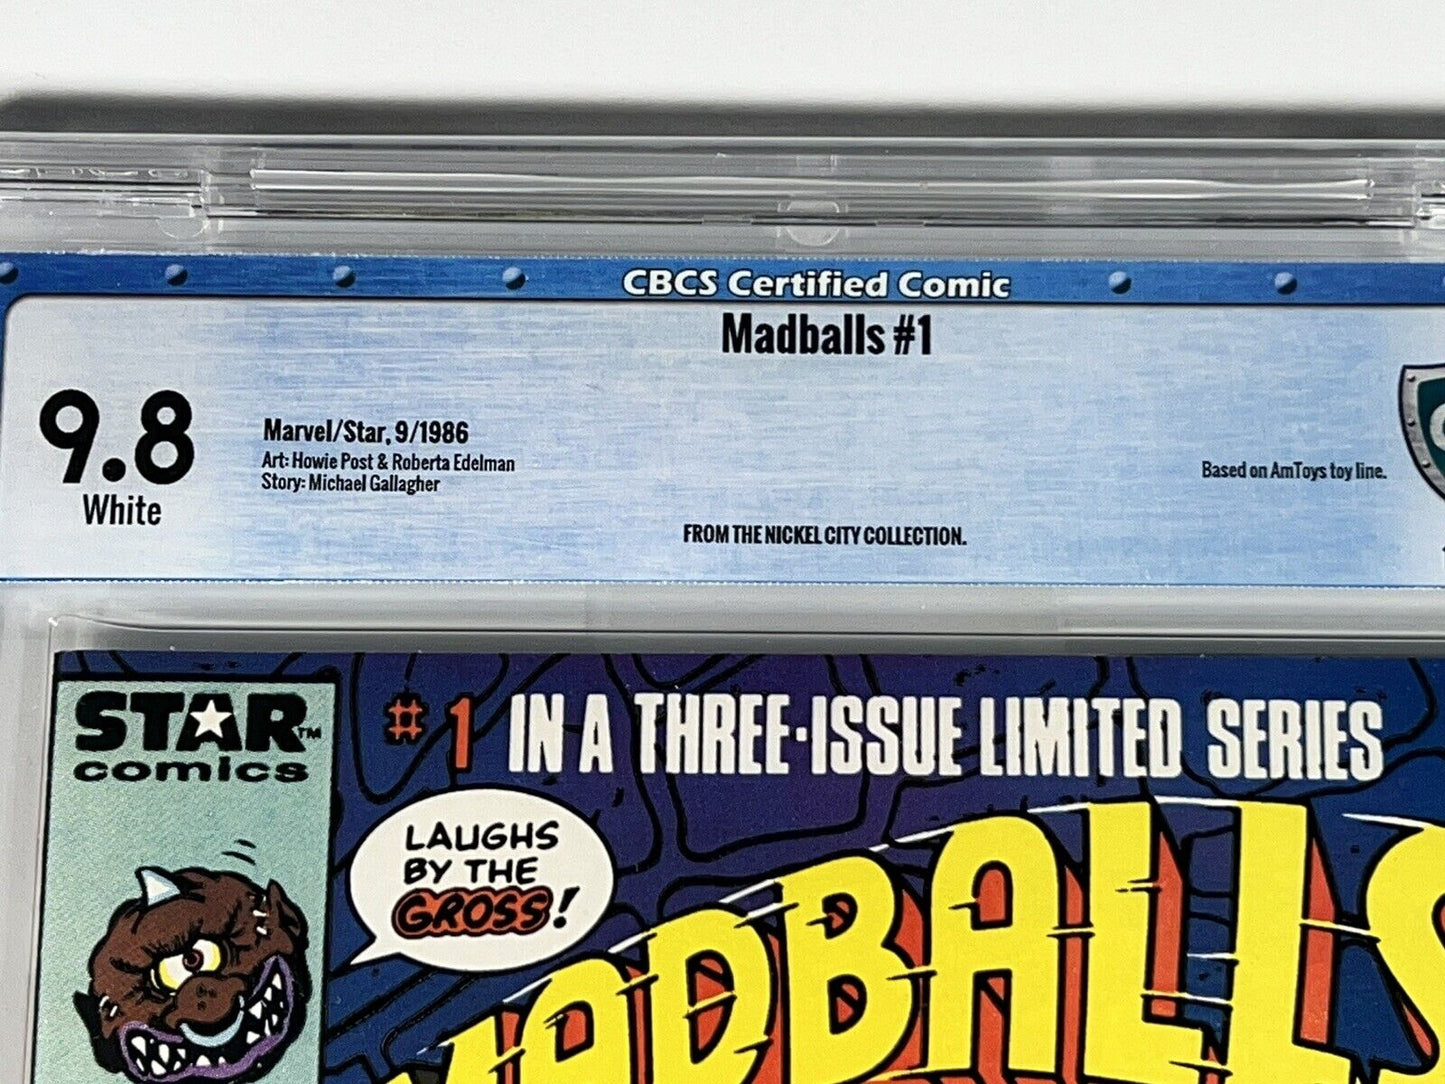 CBCS Certified Comic
Madballs #1
9.8
White
Marvel/Star, 9/1986
Art: Howie Post & Roberta Edelman
Story: Michael Gallagher
Based on AmToys toy line.
FROM THE NICKEL CITY COLLECTION.
STAR™
comics
#1 IN A THREE-ISSUE LIMITED SERIES
LAUGHS
BY THE
GROSS!
MADBALLS